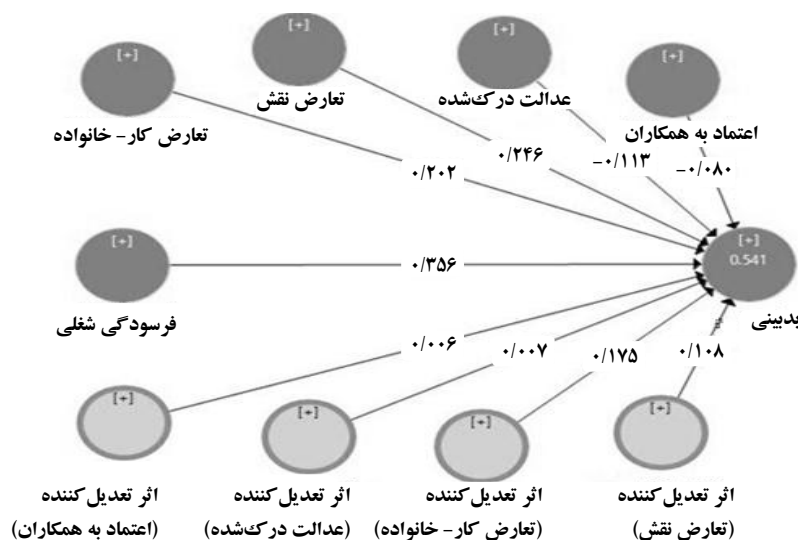 [+]
[+]
[+]
[+]
عدالت درک‌شده
تعارض نقش
اعتماد به همکاران
تعارض کار- خانواده
-۰/۰۸۰
-۰/۱۱۳
۰/۲۴۶
۰/۲۰۲
[+]
0.541
بدبینی
[+]
فرسودگی شغلی
۰/۳۵۶
۰/۰۰۶
۰/۰۰۷
۰/۱۷۵
۰/۱۰۸
[+]
[+]
[+]
[+]
اثر تعدیل‌کننده
(تعارض نقش)
اثر تعدیل‌کننده
(تعارض کار- خانواده)
اثر تعدیل‌کننده
(عدالت درک‌شده)
اثر تعدیل‌کننده
(اعتماد به همکاران)